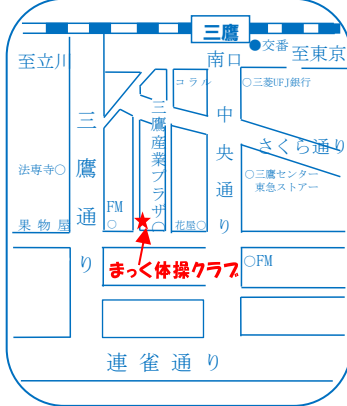 三鷹
●交番
至東京
至立川
南口
コラル
○三菱UFJ銀行
三鷹通り
三鷹産業プラザ○
中央通り
さくら通り
法専寺○
○三鷹センター
東急ストアー
FM
○
果物屋
花屋○
○FM
★
まっく体操クラブ
連雀通り